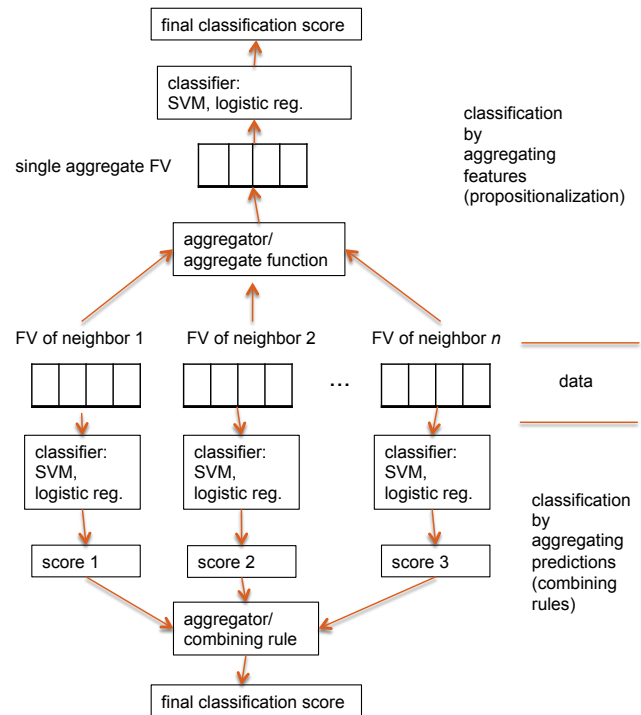 final classification score
classifier:
SVM, logistic reg.
single aggregate FV
classification
by
aggregating
features
(propositionalization)
aggregator/
aggregate function
FV of neighbor 1
FV of neighbor 2
FV of neighbor n
...
data
classifier:
SVM,
logistic reg.
classifier:
SVM,
logistic reg.
classifier:
SVM,
logistic reg.
classification
by
aggregating
predictions
(combining
rules)
score 1
score 2
score 3
aggregator/
combining rule
final classification score